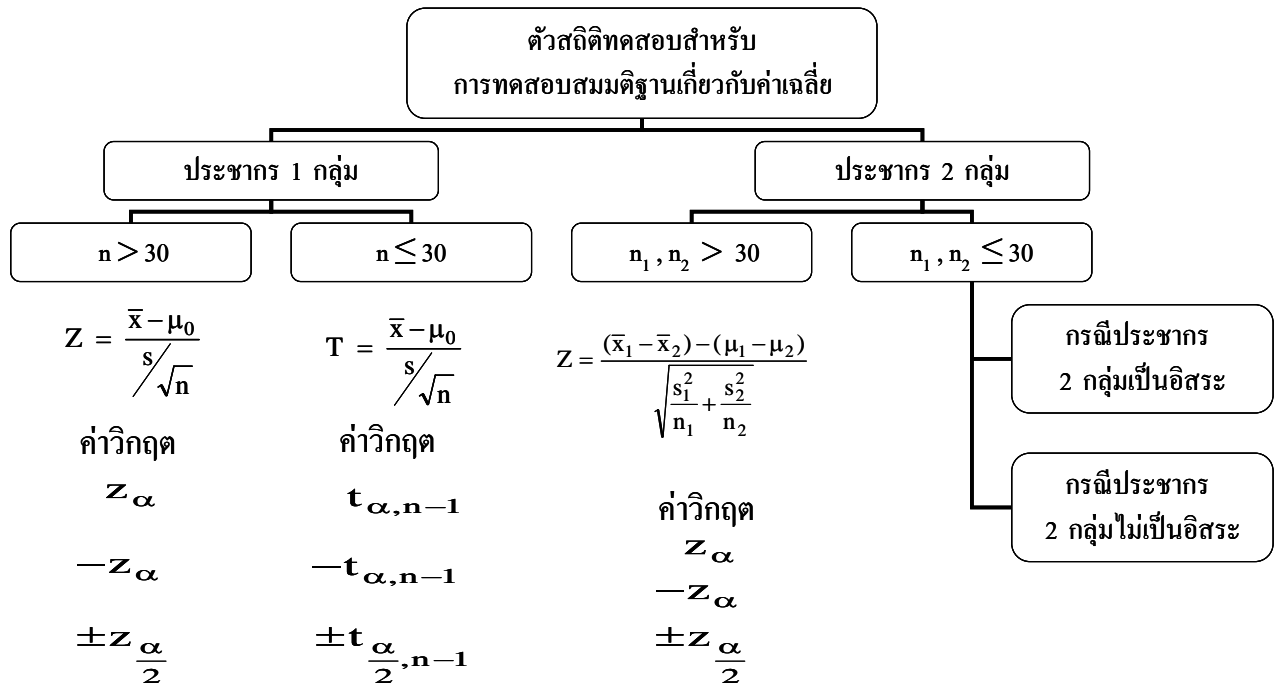 ตัวสถิติทดสอบสำหรับ
การทดสอบสมมติฐานเกี่ยวกับค่าเฉลี่ย
ประชากร 1 กลุ่ม
ประชากร 2 กลุ่ม
n > 30
n ≤ 30
n₁ , n₂ > 30
n₁ , n₂ ≤ 30
Z = (x̄ − μ₀) / (s/√n)
ค่าวิกฤต
z_α
−z_α
±z_(α/2)
T = (x̄ − μ₀) / (s/√n)
ค่าวิกฤต
t_(α,n−1)
−t_(α,n−1)
±t_(α/2,n−1)
Z = ((x̄₁ − x̄₂) − (μ₁ − μ₂)) / √(s₁²/n₁ + s₂²/n₂)
ค่าวิกฤต
z_α
−z_α
±z_(α/2)
กรณีประชากร
2 กลุ่มเป็นอิสระ
กรณีประชากร
2 กลุ่มไม่เป็นอิสระ